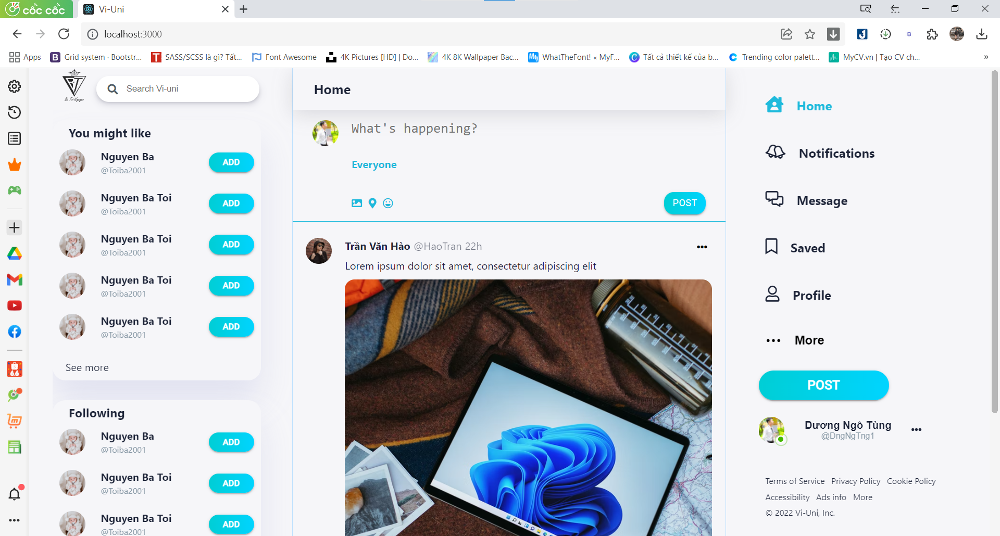 cốc cốc
Vi-Uni
localhost:3000
Apps
Grid system · Bootstr...
SASS/SCSS là gì? Tất...
Font Awesome
4K Pictures [HD] | Do...
4K 8K Wallpaper Bac...
WhatTheFont! « MyF...
Tất cả thiết kế của b...
Trending color palett...
MyCV.vn | Tạo CV ch...
»
Ba Toi Nguyen
Search Vi-uni
You might like
Nguyen Ba
@Toiba2001
ADD
Nguyen Ba Toi
@Toiba2001
ADD
Nguyen Ba Toi
@Toiba2001
ADD
Nguyen Ba Toi
@Toiba2001
ADD
Nguyen Ba Toi
@Toiba2001
ADD
See more
Following
Nguyen Ba
@Toiba2001
ADD
Nguyen Ba Toi
@Toiba2001
ADD
Nguyen Ba Toi
@Toiba2001
ADD
Home
What's happening?
Everyone
POST
Trần Văn Hào @HaoTran 22h
Lorem ipsum dolor sit amet, consectetur adipiscing elit
Home
Notifications
Message
Saved
Profile
More
POST
Dương Ngô Tùng
@DngNgTng1
Terms of Service Privacy Policy Cookie Policy
Accessibility Ads info More
© 2022 Vi-Uni, Inc.